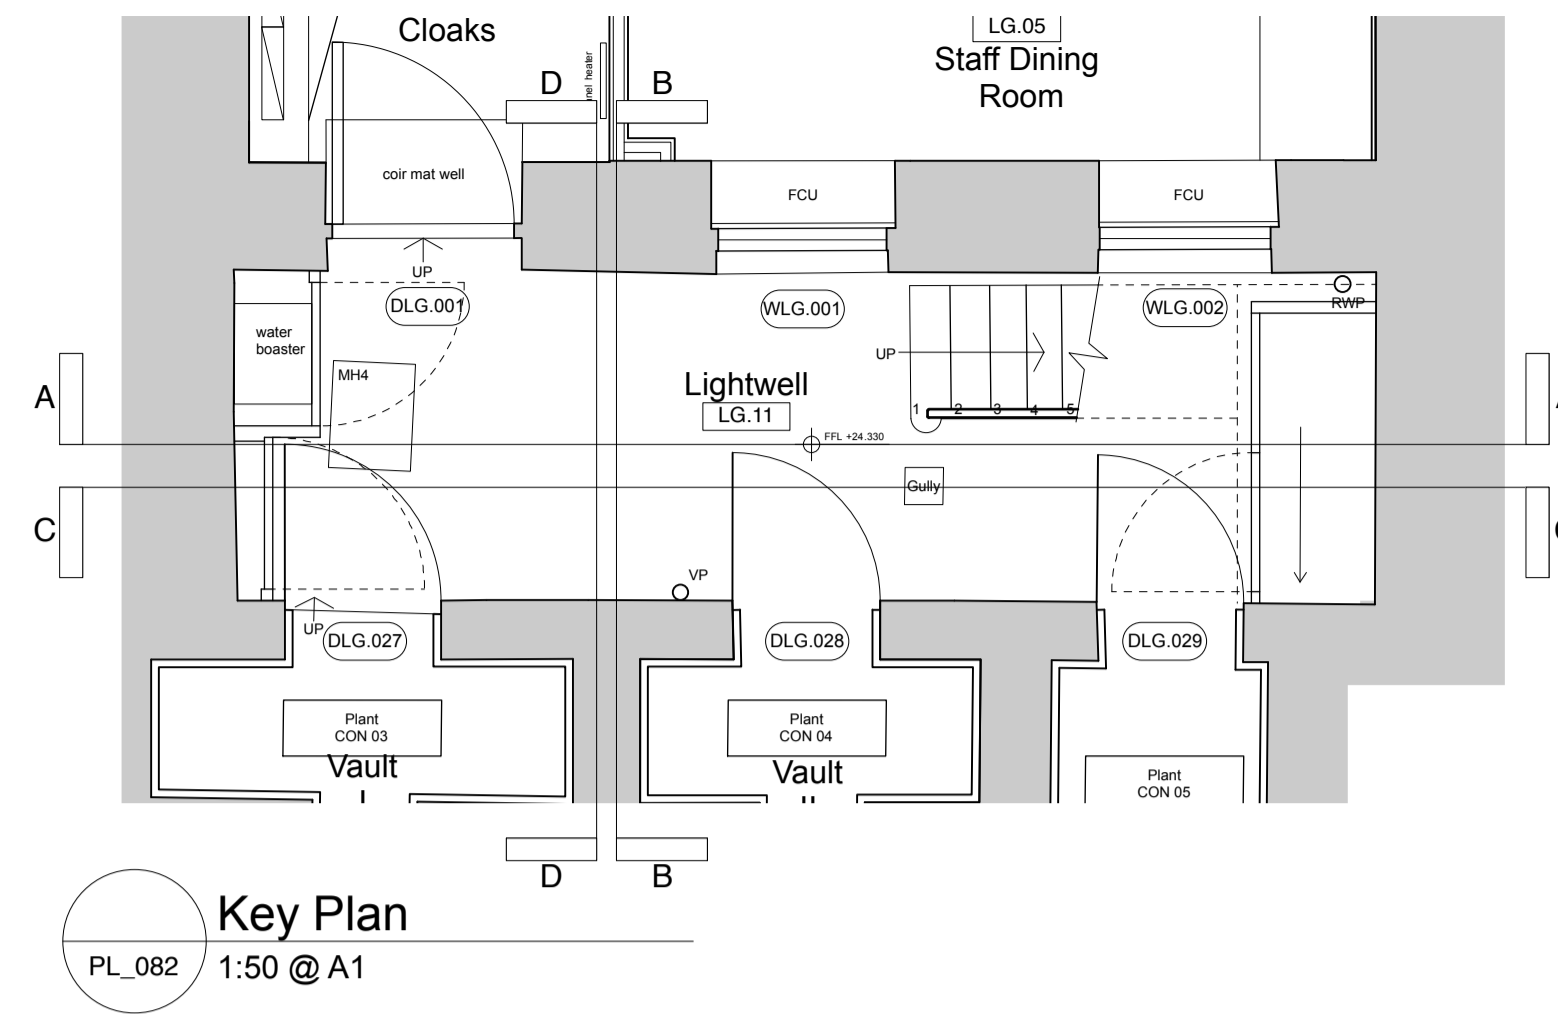 Cloaks
LG.05
Staff Dining
Room
nel heater
D
B
coir mat well
FCU
FCU
UP
DLG.001
WLG.001
WLG.002
RWP
water
boaster
UP
MH4
A
Lightwell
LG.11
1 2 3 4 5
FFL +24.330
Gully
C
VP
UP
DLG.027
DLG.028
DLG.029
Plant
CON 03
Plant
CON 04
Vault
I
Vault
II
Plant
CON 05
D
B
Key Plan
PL_082
1:50 @ A1